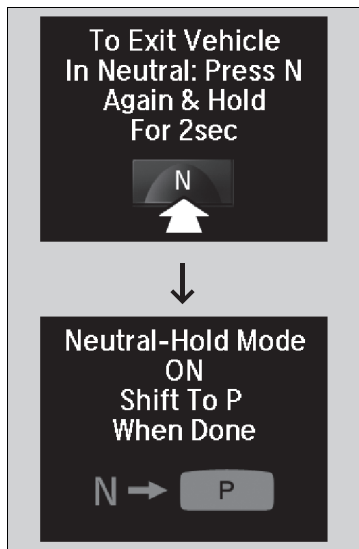 To Exit Vehicle
In Neutral: Press N
Again & Hold
For 2sec
N
Neutral-Hold Mode
ON
Shift To P
When Done
N P